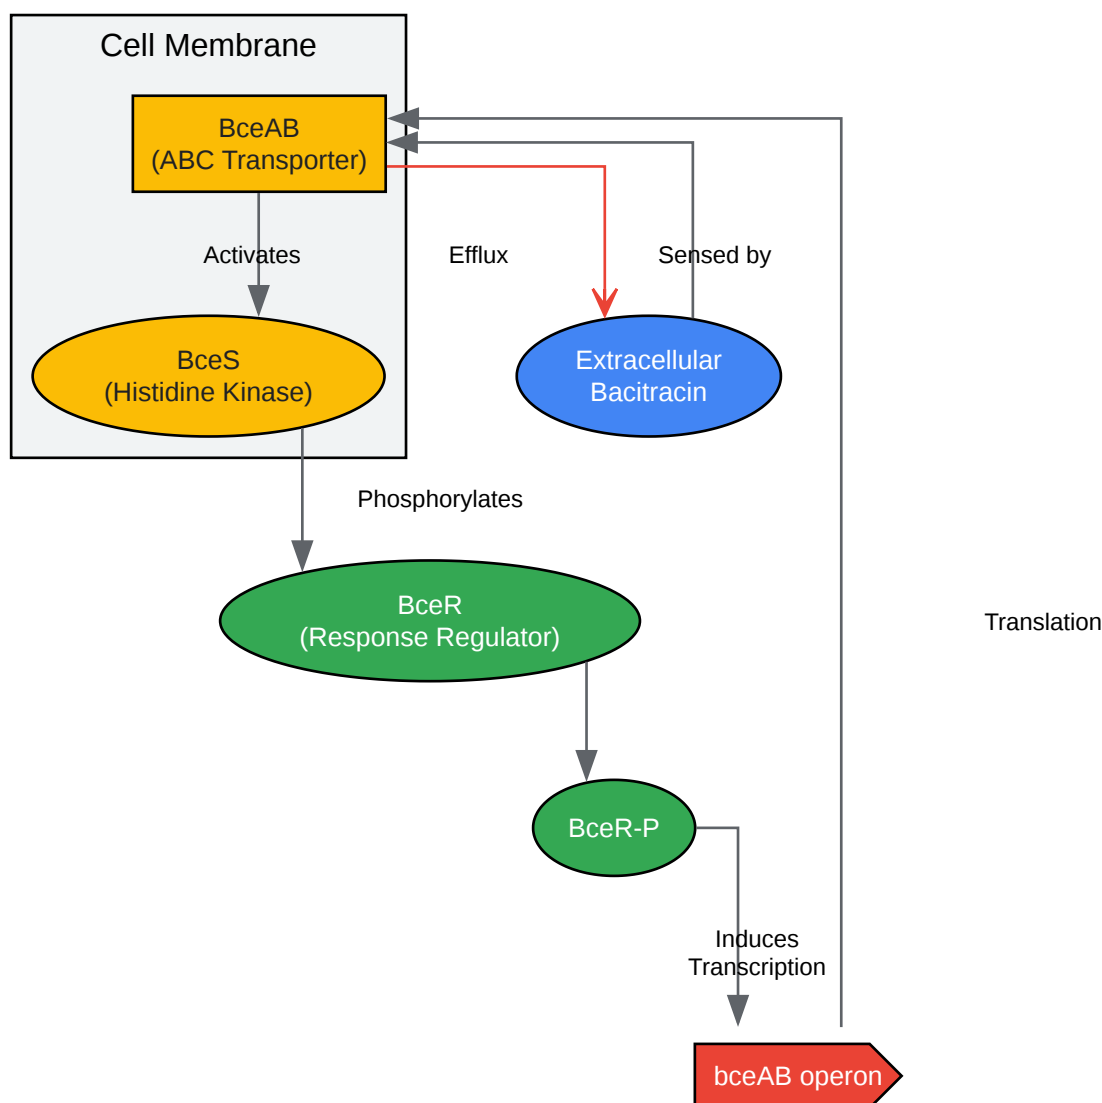 Cell Membrane
BceAB
(ABC Transporter)
Activates
Efflux
Sensed by
BceS
(Histidine Kinase)
Extracellular
Bacitracin
Phosphorylates
BceR
(Response Regulator)
Translation
BceR-P
Induces
Transcription
bceAB operon